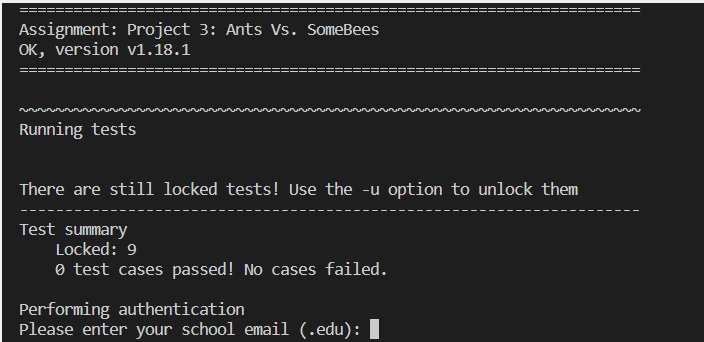 =====================================================================
Assignment: Project 3: Ants Vs. SomeBees
OK, version v1.18.1
=====================================================================
~~~~~~~~~~~~~~~~~~~~~~~~~~~~~~~~~~~~~~~~~~~~~~~~~~~~~~~~~~~~~~~~~~~~~
Running tests
There are still locked tests! Use the -u option to unlock them
---------------------------------------------------------------------
Test summary
    Locked: 9
    0 test cases passed! No cases failed.
Performing authentication
Please enter your school email (.edu):